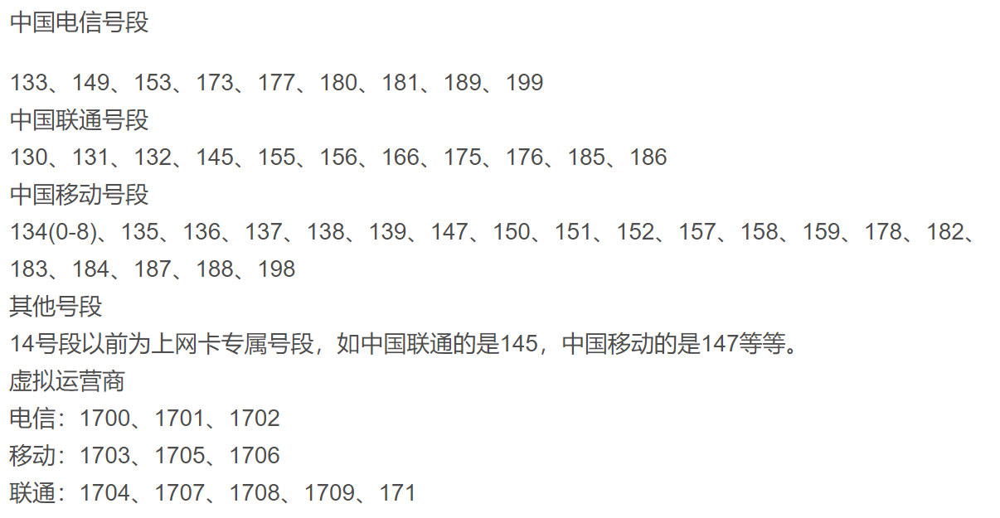 中国电信号段
133、149、153、173、177、180、181、189、199
中国联通号段
130、131、132、145、155、156、166、175、176、185、186
中国移动号段
134(0-8)、135、136、137、138、139、147、150、151、152、157、158、159、178、182、
183、184、187、188、198
其他号段
14号段以前为上网卡专属号段，如中国联通的是145，中国移动的是147等等。
虚拟运营商
电信：1700、1701、1702
移动：1703、1705、1706
联通：1704、1707、1708、1709、171